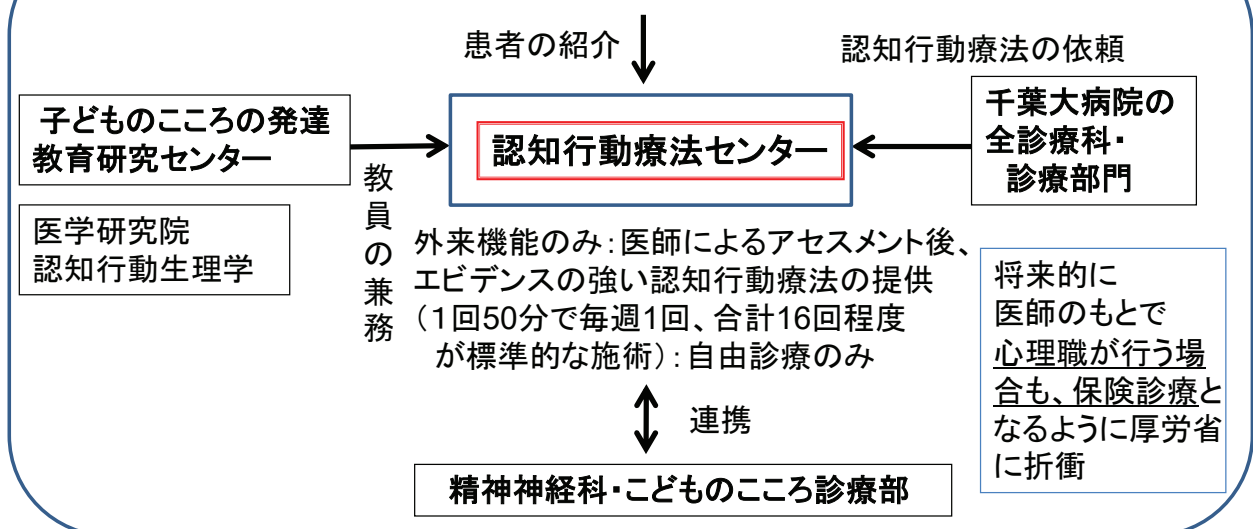 患者の紹介
認知行動療法の依頼
子どものこころの発達
教育研究センター
認知行動療法センター
千葉大病院の
全診療科・
診療部門
教員の兼務
医学研究院
認知行動生理学
外来機能のみ:医師によるアセスメント後、
エビデンスの強い認知行動療法の提供
(1回50分で毎週1回、合計16回程度
が標準的な施術):自由診療のみ
将来的に
医師のもとで
心理職が行う場
合も、保険診療と
なるように厚労省
に折衝
連携
精神神経科・こどものこころ診療部